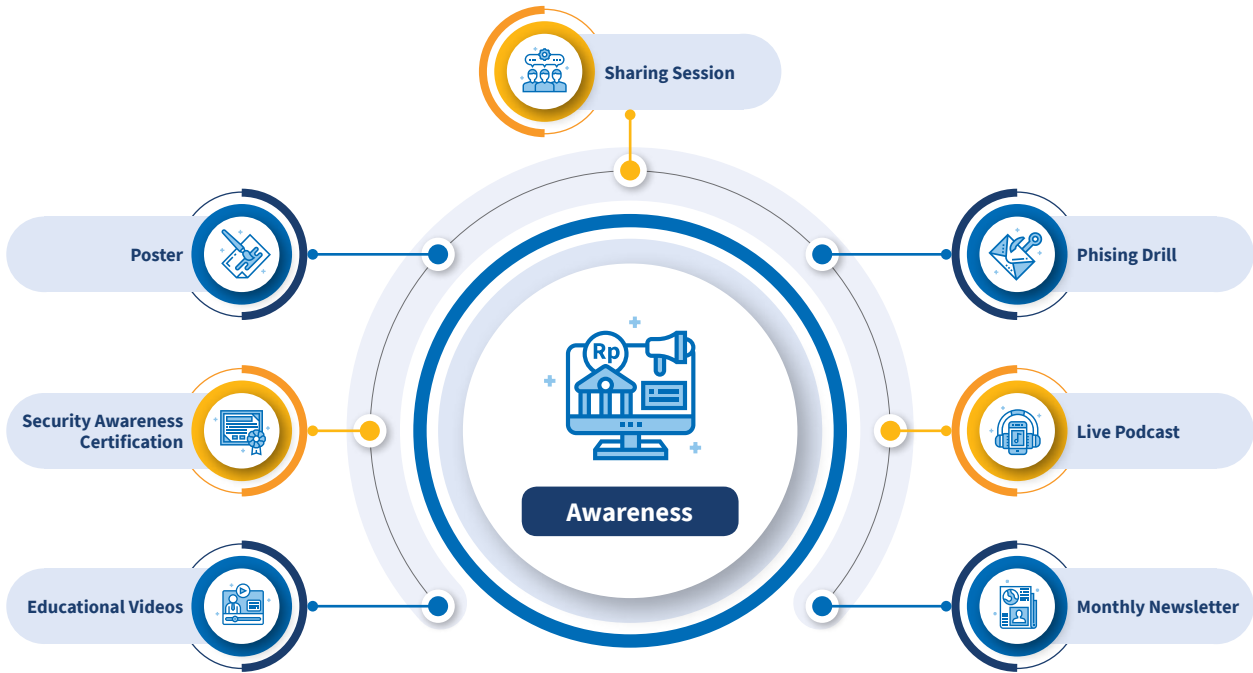 Sharing Session
Poster
Phising Drill
Rp
Security Awareness
Certification
Live Podcast
Awareness
Educational Videos
Monthly Newsletter